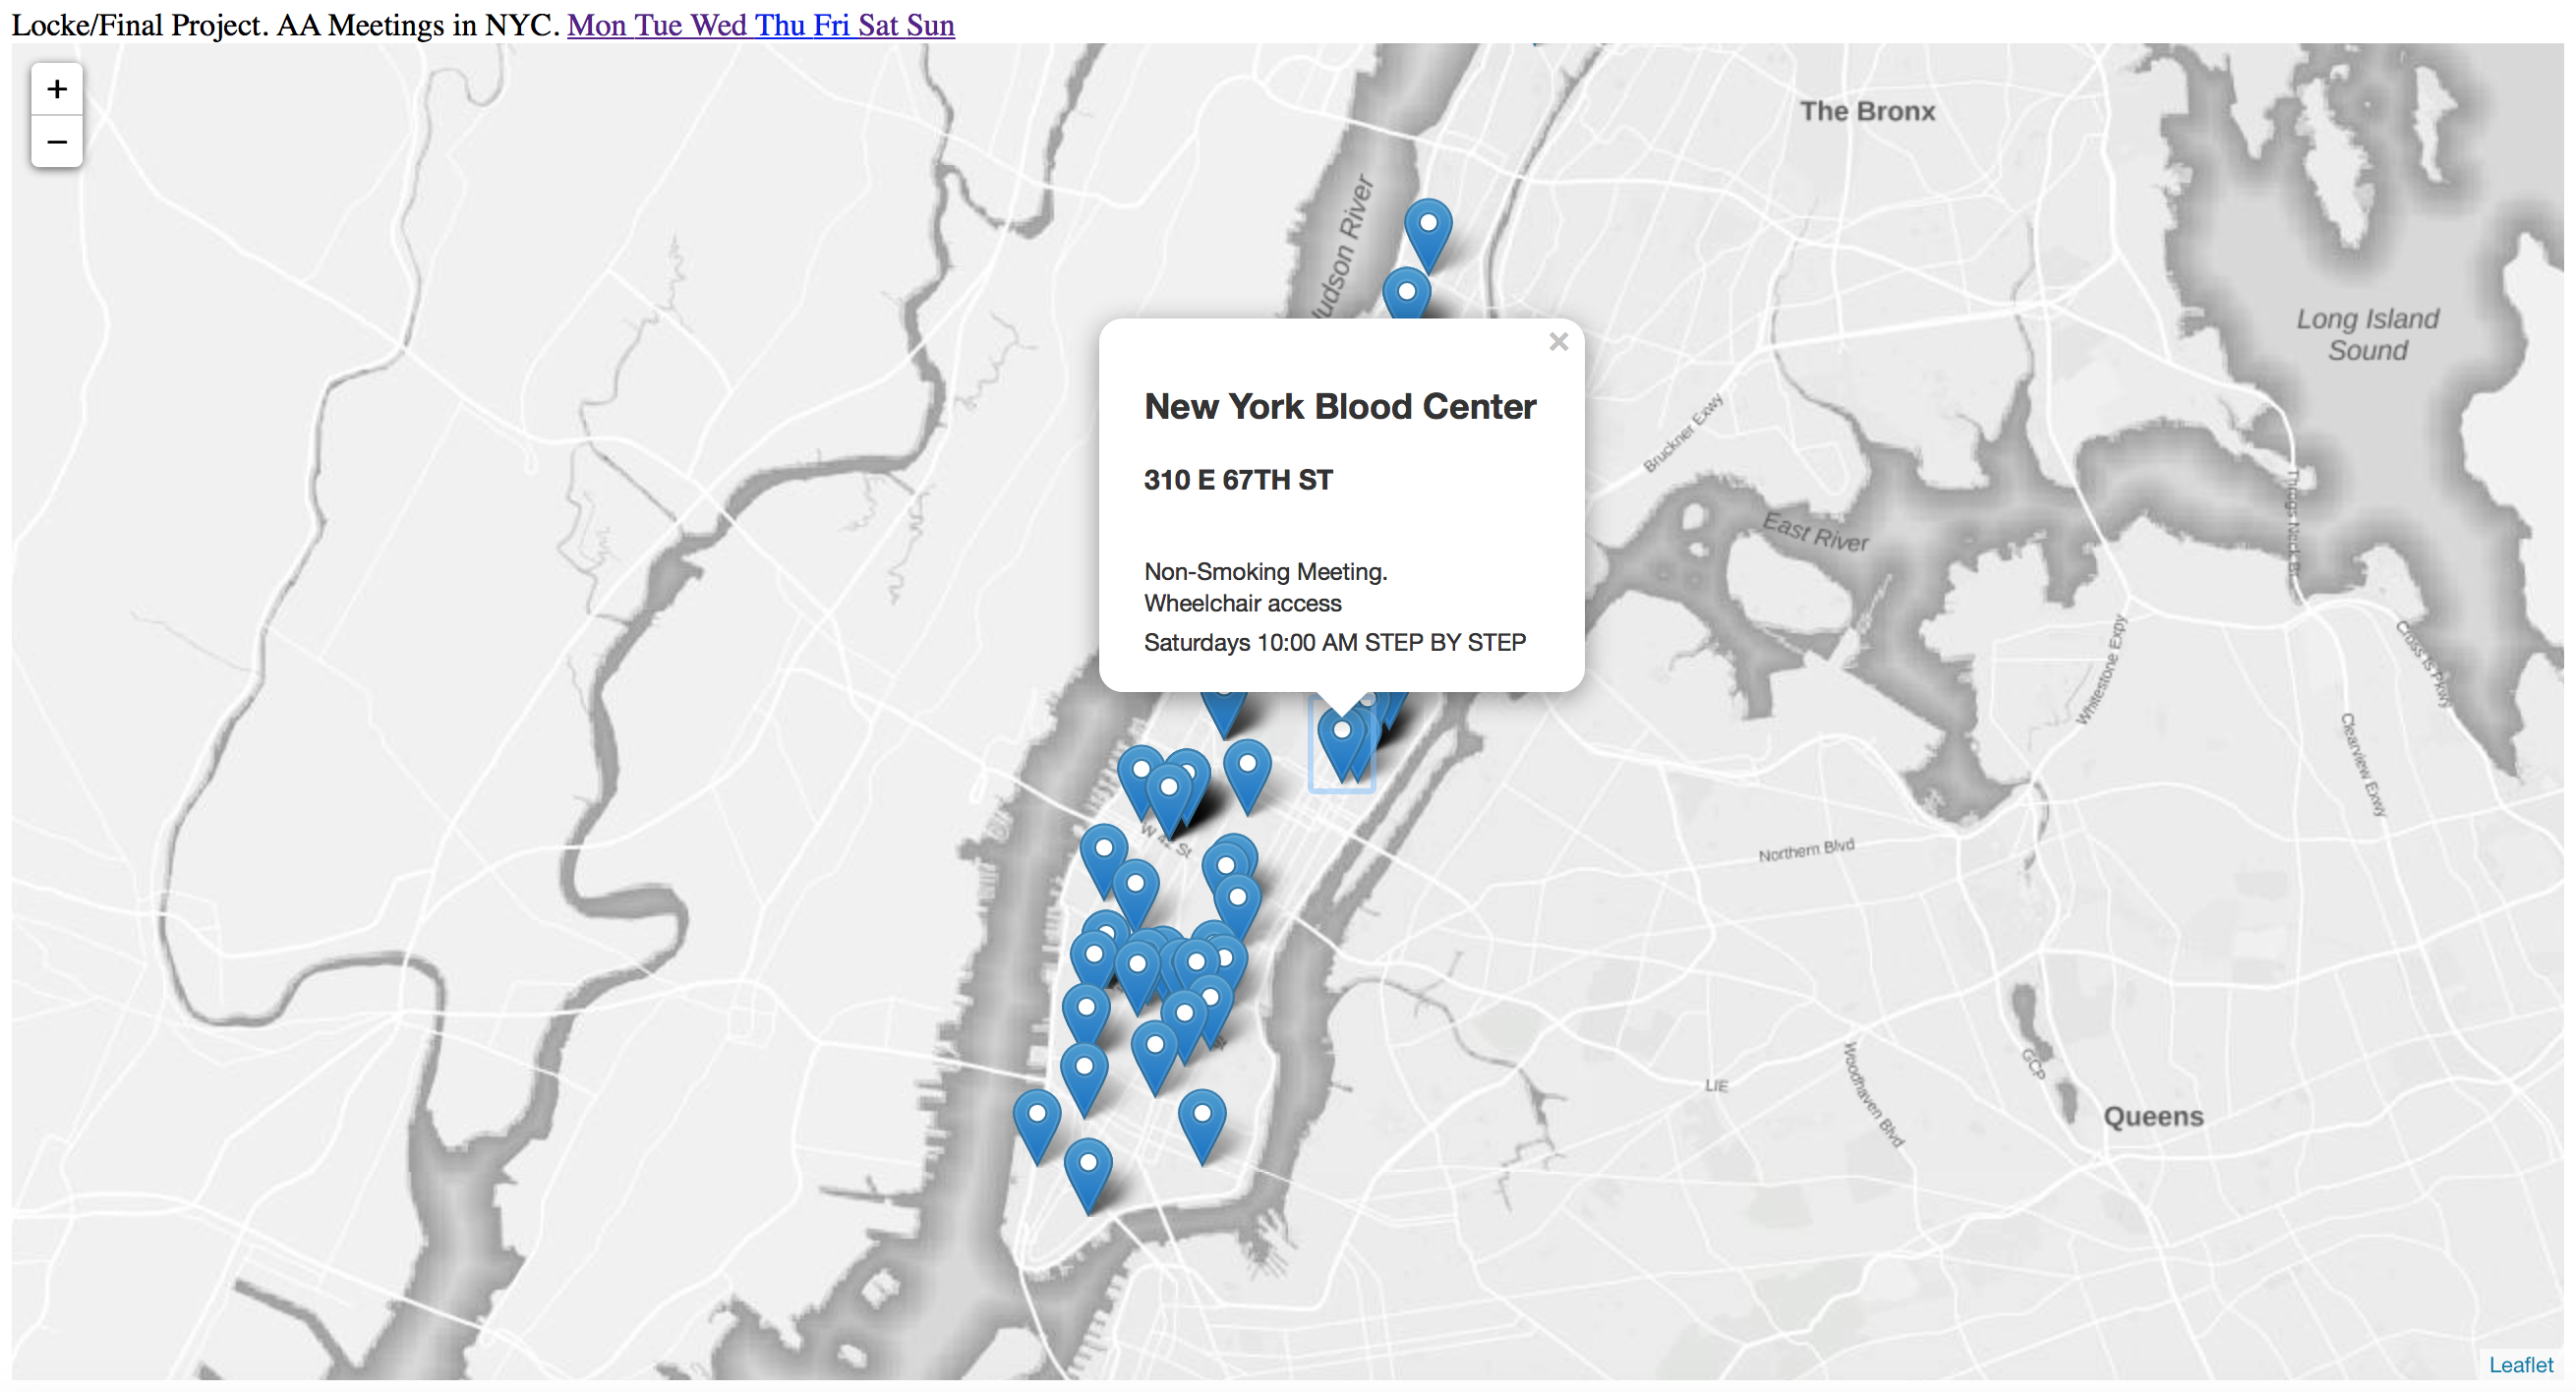 Locke/Final Project. AA Meetings in NYC. Mon Tue Wed Thu Fri Sat Sun
+
−
The Bronx
Hudson River
Long Island
Sound
×
New York Blood Center
310 E 67TH ST
Non-Smoking Meeting.
Wheelchair access
Saturdays 10:00 AM STEP BY STEP
Bruckner Expy
East River
Throgs Neck Br
Whitestone Expy
Cross Is Pkwy
Clearview Expy
W 42 St
Northern Blvd
St
LIE
Woodhaven Blvd
GCP
Queens
Leaflet